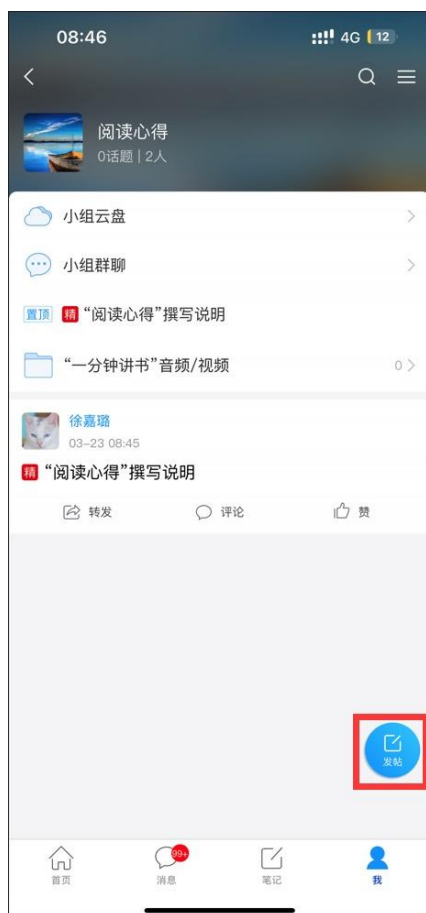 08:46
4G 12
阅读心得
0话题 | 2人
小组云盘
小组群聊
置顶 精 “阅读心得”撰写说明
“一分钟讲书”音频/视频 0
徐嘉璐
03-23 08:45
精 “阅读心得”撰写说明
转发 评论 赞
发帖
99+
首页 消息 笔记 我